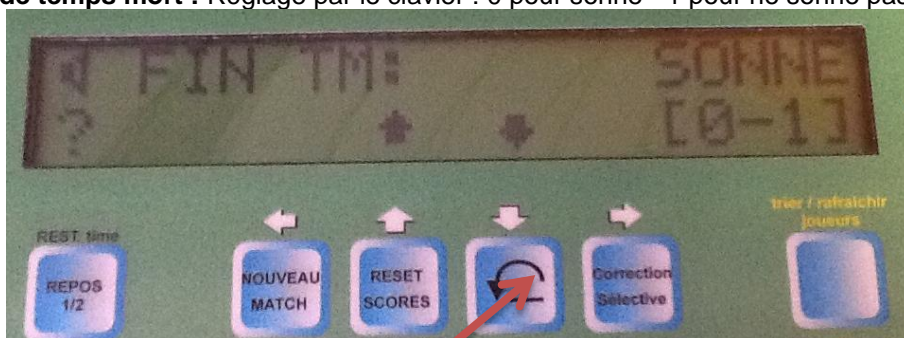 de temps mort : Réglage par le clavier : 0 pour sonne - 1 pour ne sonne pas
FIN TM: SONNE
? [0-1]
REST. time
trier / rafraichir
joueurs
REPOS
1/2
NOUVEAU
MATCH
RESET
SCORES
Correction
Sélective